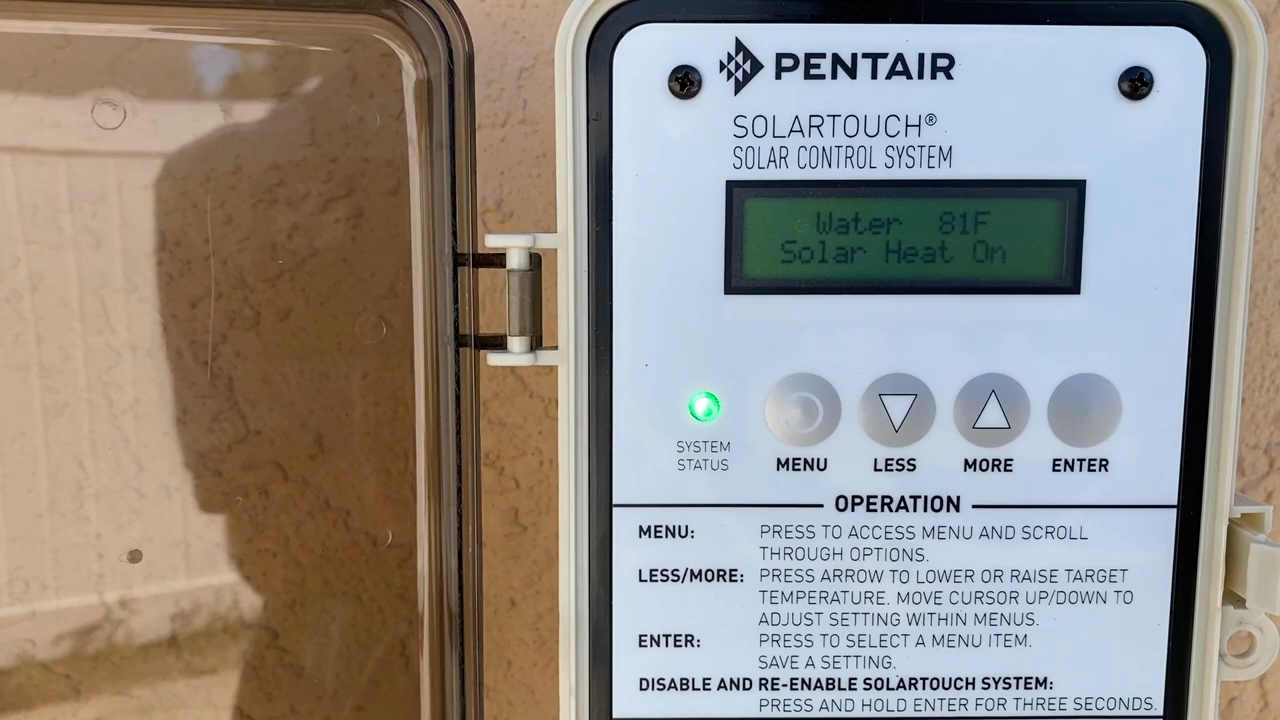 PENTAIR
SOLARTOUCH®
SOLAR CONTROL SYSTEM
Water 81F
Solar Heat On
SYSTEM
STATUS
MENU
LESS
MORE
ENTER
OPERATION
MENU: PRESS TO ACCESS MENU AND SCROLL
THROUGH OPTIONS.
LESS/MORE: PRESS ARROW TO LOWER OR RAISE TARGET
TEMPERATURE. MOVE CURSOR UP/DOWN TO
ADJUST SETTING WITHIN MENUS.
ENTER: PRESS TO SELECT A MENU ITEM.
SAVE A SETTING.
DISABLE AND RE-ENABLE SOLARTOUCH SYSTEM:
PRESS AND HOLD ENTER FOR THREE SECONDS.